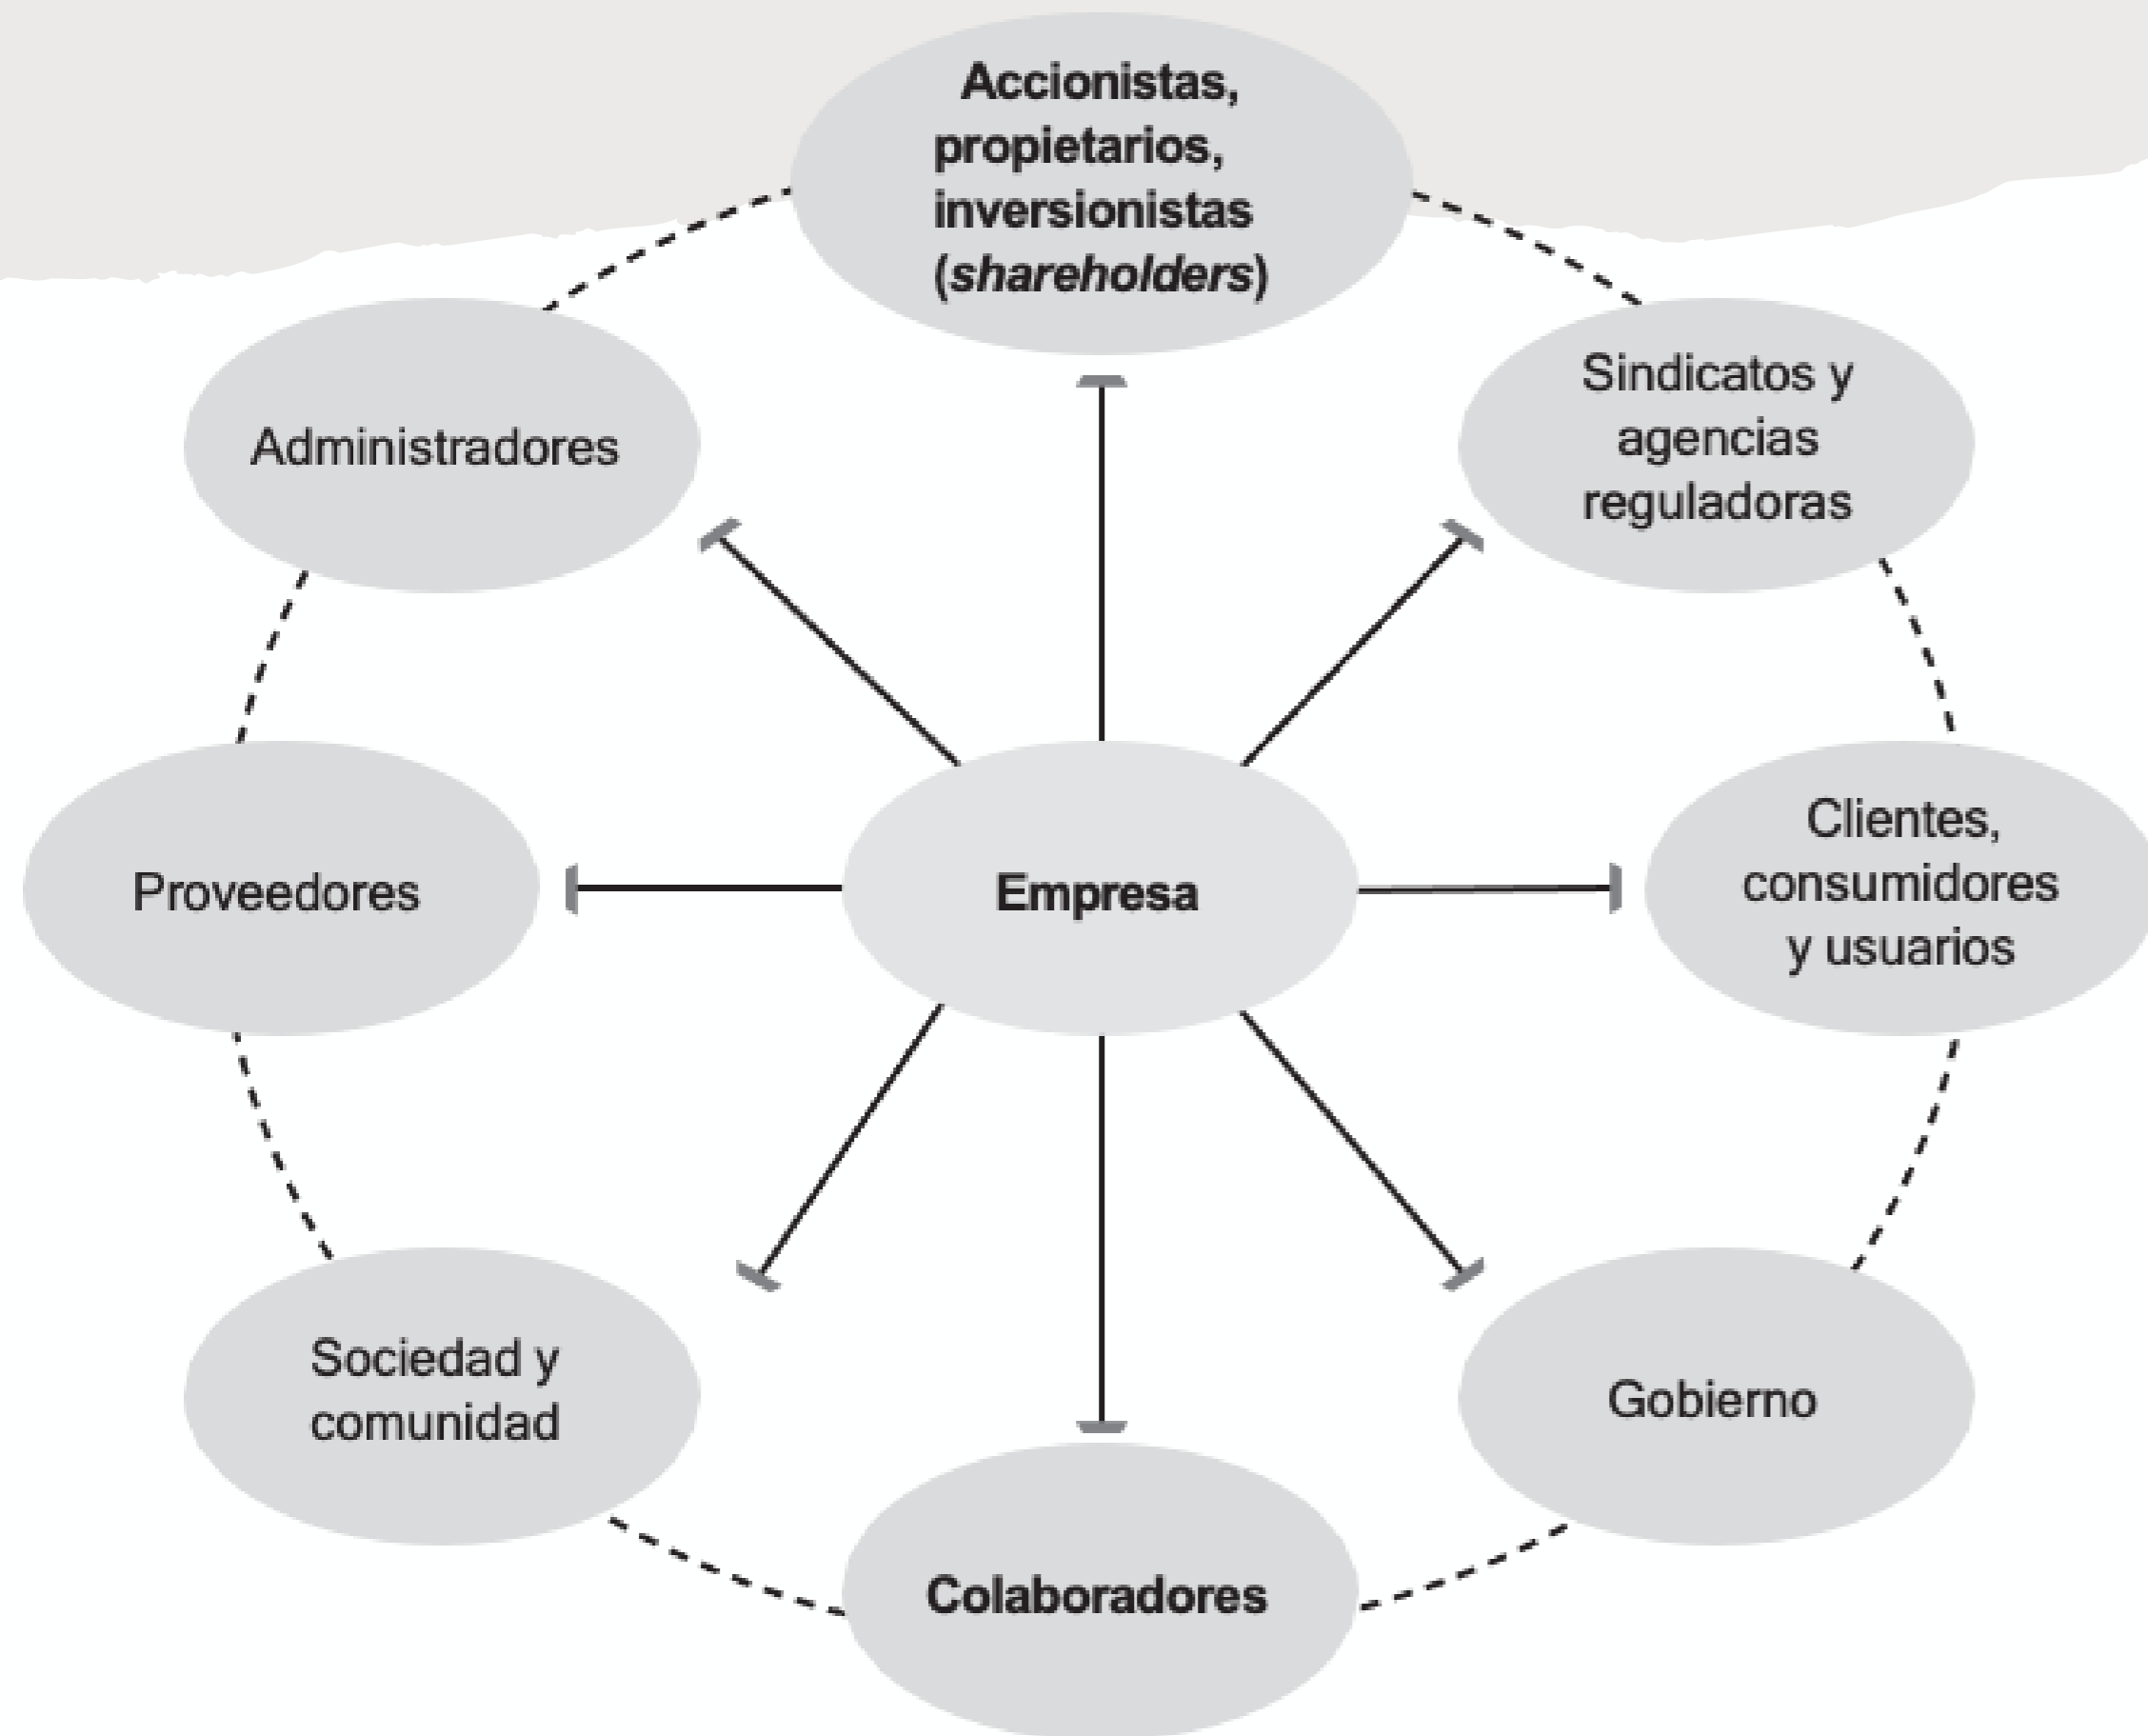 Accionistas,
propietarios,
inversionistas
(shareholders)
Administradores
Sindicatos y
agencias
reguladoras
Proveedores
Empresa
Clientes,
consumidores
y usuarios
Sociedad y
comunidad
Gobierno
Colaboradores